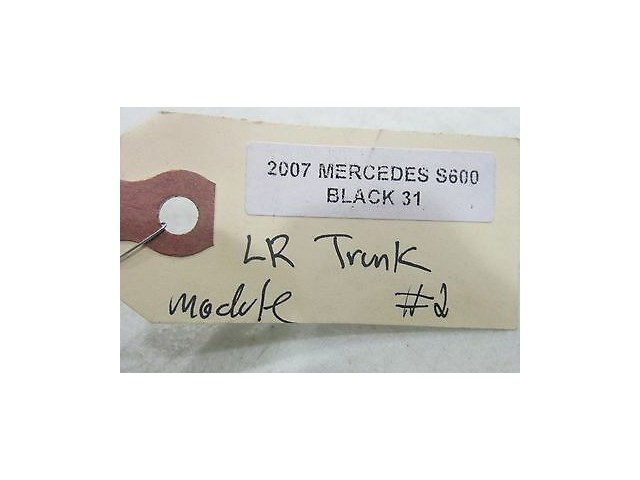 2007 MERCEDES S600
BLACK 31
LR Trunk
Module #2